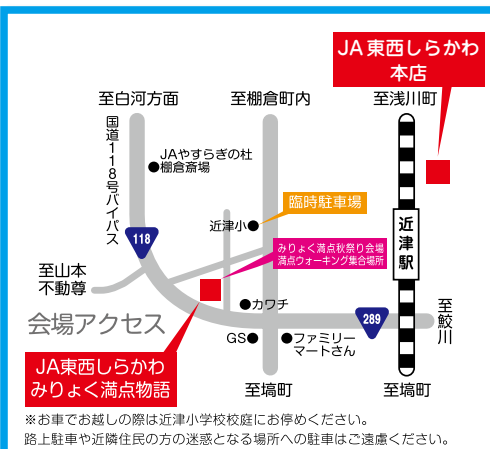 JA東西しらかわ
本店
至白河方面
至棚倉町内
至浅川町
国道118号バイパス
JAやすらぎの杜
棚倉斎場
臨時駐車場
近津小
近津駅
118
みりょく満点秋祭り会場
満点ウォーキング集合場所
至山本
不動尊
カワチ
至鮫川
289
会場アクセス
GS
ファミリー
マートさん
JA東西しらかわ
みりょく満点物語
至塙町
至塙町
※お車でお越しの際は近津小学校校庭にお停めください。
路上駐車や近隣住民の方の迷惑となる場所への駐車はご遠慮ください。